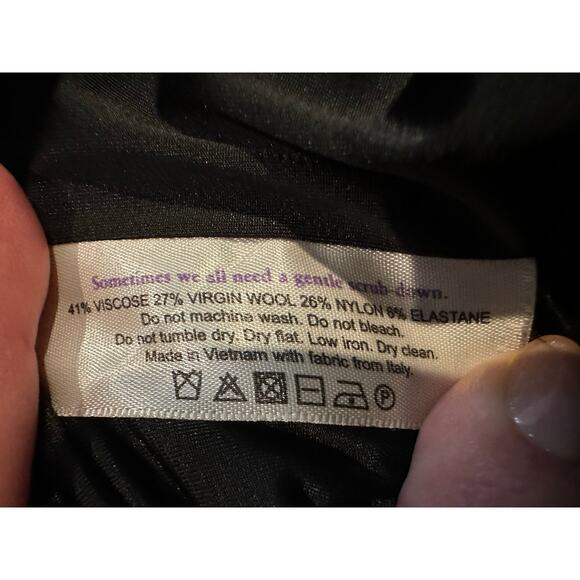 Sometimes we all need a gentle scrub-down.
41% VISCOSE 27% VIRGIN WOOL 26% NYLON 6% ELASTANE
Do not machine wash. Do not bleach.
Do not tumble dry. Dry flat. Low iron. Dry clean.
Made in Vietnam with fabric from Italy.
P